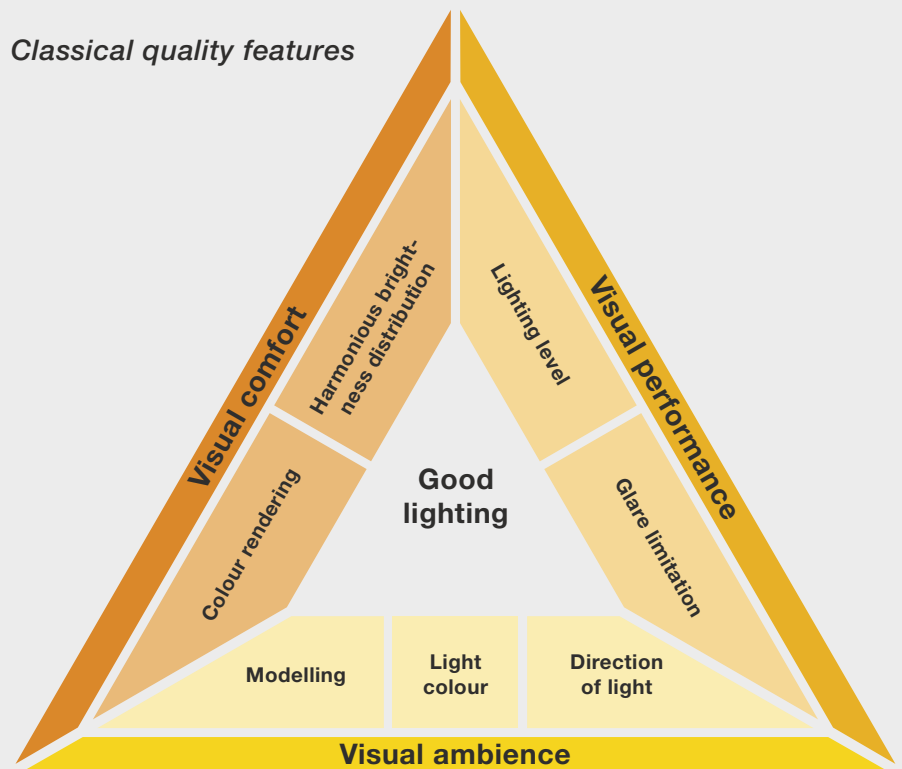 Classical quality features
Visual comfort
Harmonious bright-
ness distribution
Colour rendering
Lighting level
Visual performance
Glare limitation
Good
lighting
Modelling
Light
colour
Direction
of light
Visual ambience